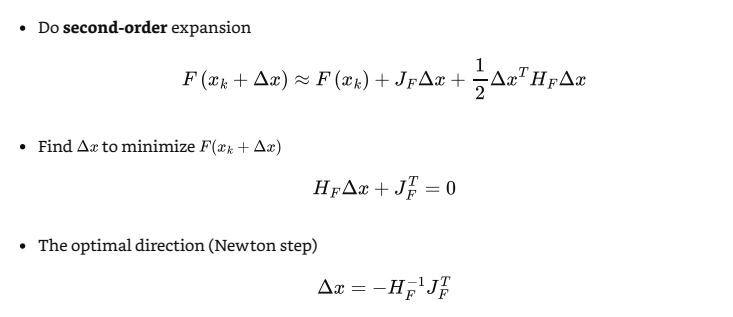 • Do second-order expansion
F (x_k + Δx) ≈ F (x_k) + J_F Δx + \frac{1}{2} Δx^T H_F Δx
• Find Δx to minimize F(x_k + Δx)
H_F Δx + J_F^T = 0
• The optimal direction (Newton step)
Δx = −H_F^{−1} J_F^T